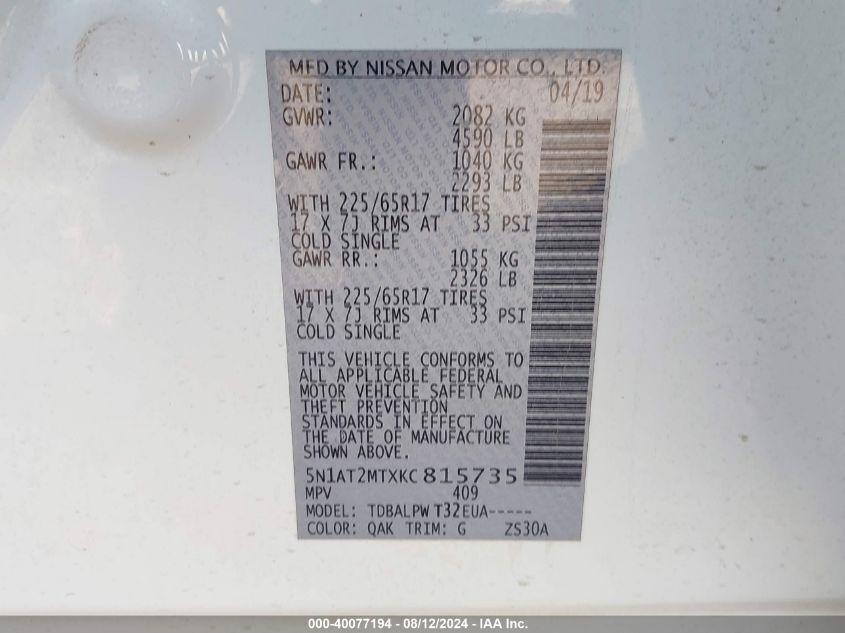 MFD BY NISSAN MOTOR CO., LTD.
DATE: 04/19
GVWR: 2082 KG
4590 LB
GAWR FR.: 1040 KG
2293 LB
WITH 225/65R17 TIRES
17 X 7J RIMS AT 33 PSI
COLD SINGLE
GAWR RR.: 1055 KG
2326 LB
WITH 225/65R17 TIRES
17 X 7J RIMS AT 33 PSI
COLD SINGLE
THIS VEHICLE CONFORMS TO
ALL APPLICABLE FEDERAL
MOTOR VEHICLE SAFETY AND
THEFT PREVENTION
STANDARDS IN EFFECT ON
THE DATE OF MANUFACTURE
SHOWN ABOVE.
5N1AT2MTXKC815735
MPV 409
MODEL: TDBALPW T32EUA-----
COLOR: QAK TRIM: G ZS30A
000-40077194 - 08/12/2024 - IAA Inc.